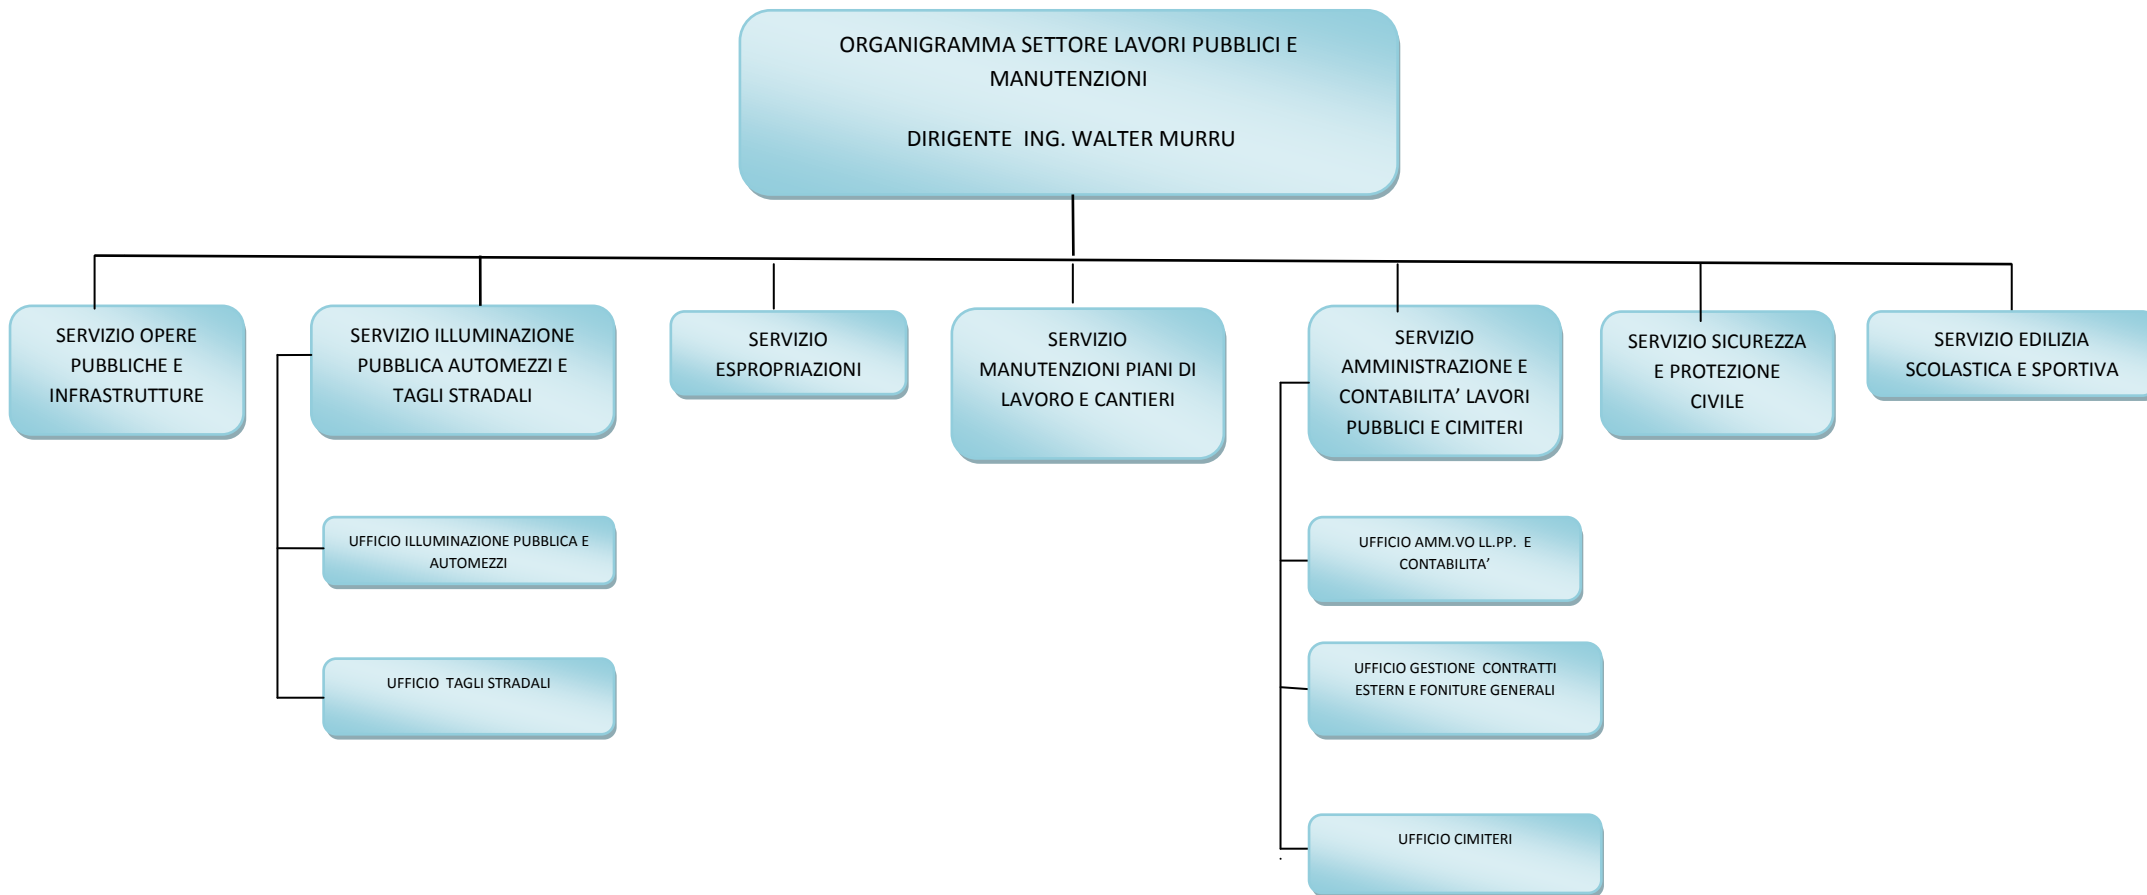 ORGANIGRAMMA SETTORE LAVORI PUBBLICI E
MANUTENZIONI
DIRIGENTE  ING. WALTER MURRU
SERVIZIO OPERE
PUBBLICHE E
INFRASTRUTTURE
SERVIZIO ILLUMINAZIONE
PUBBLICA AUTOMEZZI E
TAGLI STRADALI
SERVIZIO
ESPROPRIAZIONI
SERVIZIO
MANUTENZIONI PIANI DI
LAVORO E CANTIERI
SERVIZIO
AMMINISTRAZIONE E
CONTABILITA’ LAVORI
PUBBLICI E CIMITERI
SERVIZIO SICUREZZA
E PROTEZIONE
CIVILE
SERVIZIO EDILIZIA
SCOLASTICA E SPORTIVA
UFFICIO ILLUMINAZIONE PUBBLICA E
AUTOMEZZI
UFFICIO  TAGLI STRADALI
UFFICIO AMM.VO LL.PP.  E
CONTABILITA’
UFFICIO GESTIONE  CONTRATTI
ESTERN E FONITURE GENERALI
UFFICIO CIMITERI
.